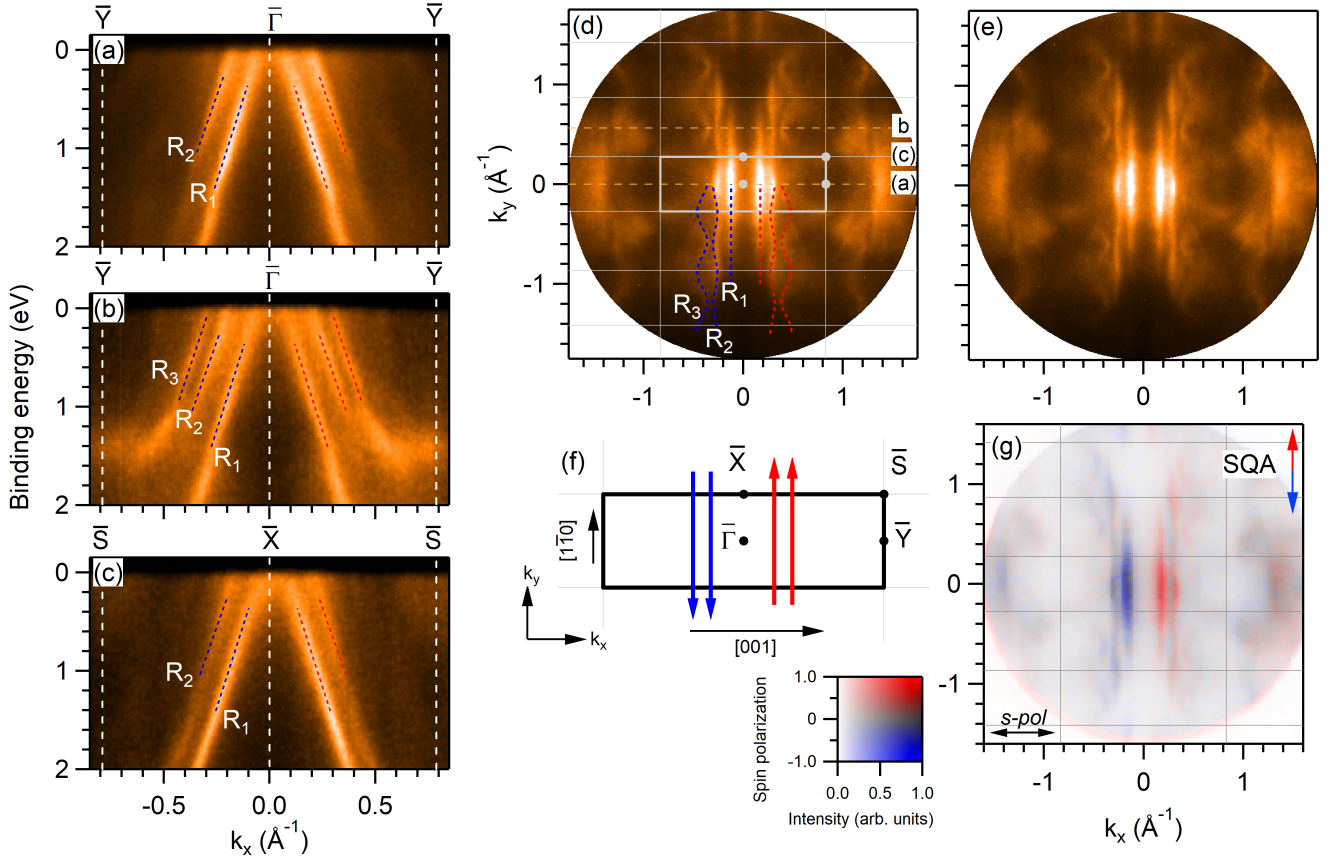 Ȳ Γ̄ Ȳ
(a)
0
1
2
R2
R1
Ȳ Γ̄ Ȳ
(b)
0
1
2
R3
R2
R1
S̄ X̄ S̄
(c)
0
1
2
R2
R1
-0.5 0.0 0.5
kx (Å-1)
Binding energy (eV)
(d)
b
(c)
(a)
1
0
-1
ky (Å-1)
R3
R1
R2
-1 0 1
(e)
-1 0 1
(f)
X̄
S̄
Γ̄
Ȳ
[11̄0]
ky
kx
[001]
1.0
0
-1.0
Spin polarization
0.0 0.5 1.0
Intensity (arb. units)
(g)
SQA
1
0
-1
s-pol
-1 0 1
kx (Å-1)